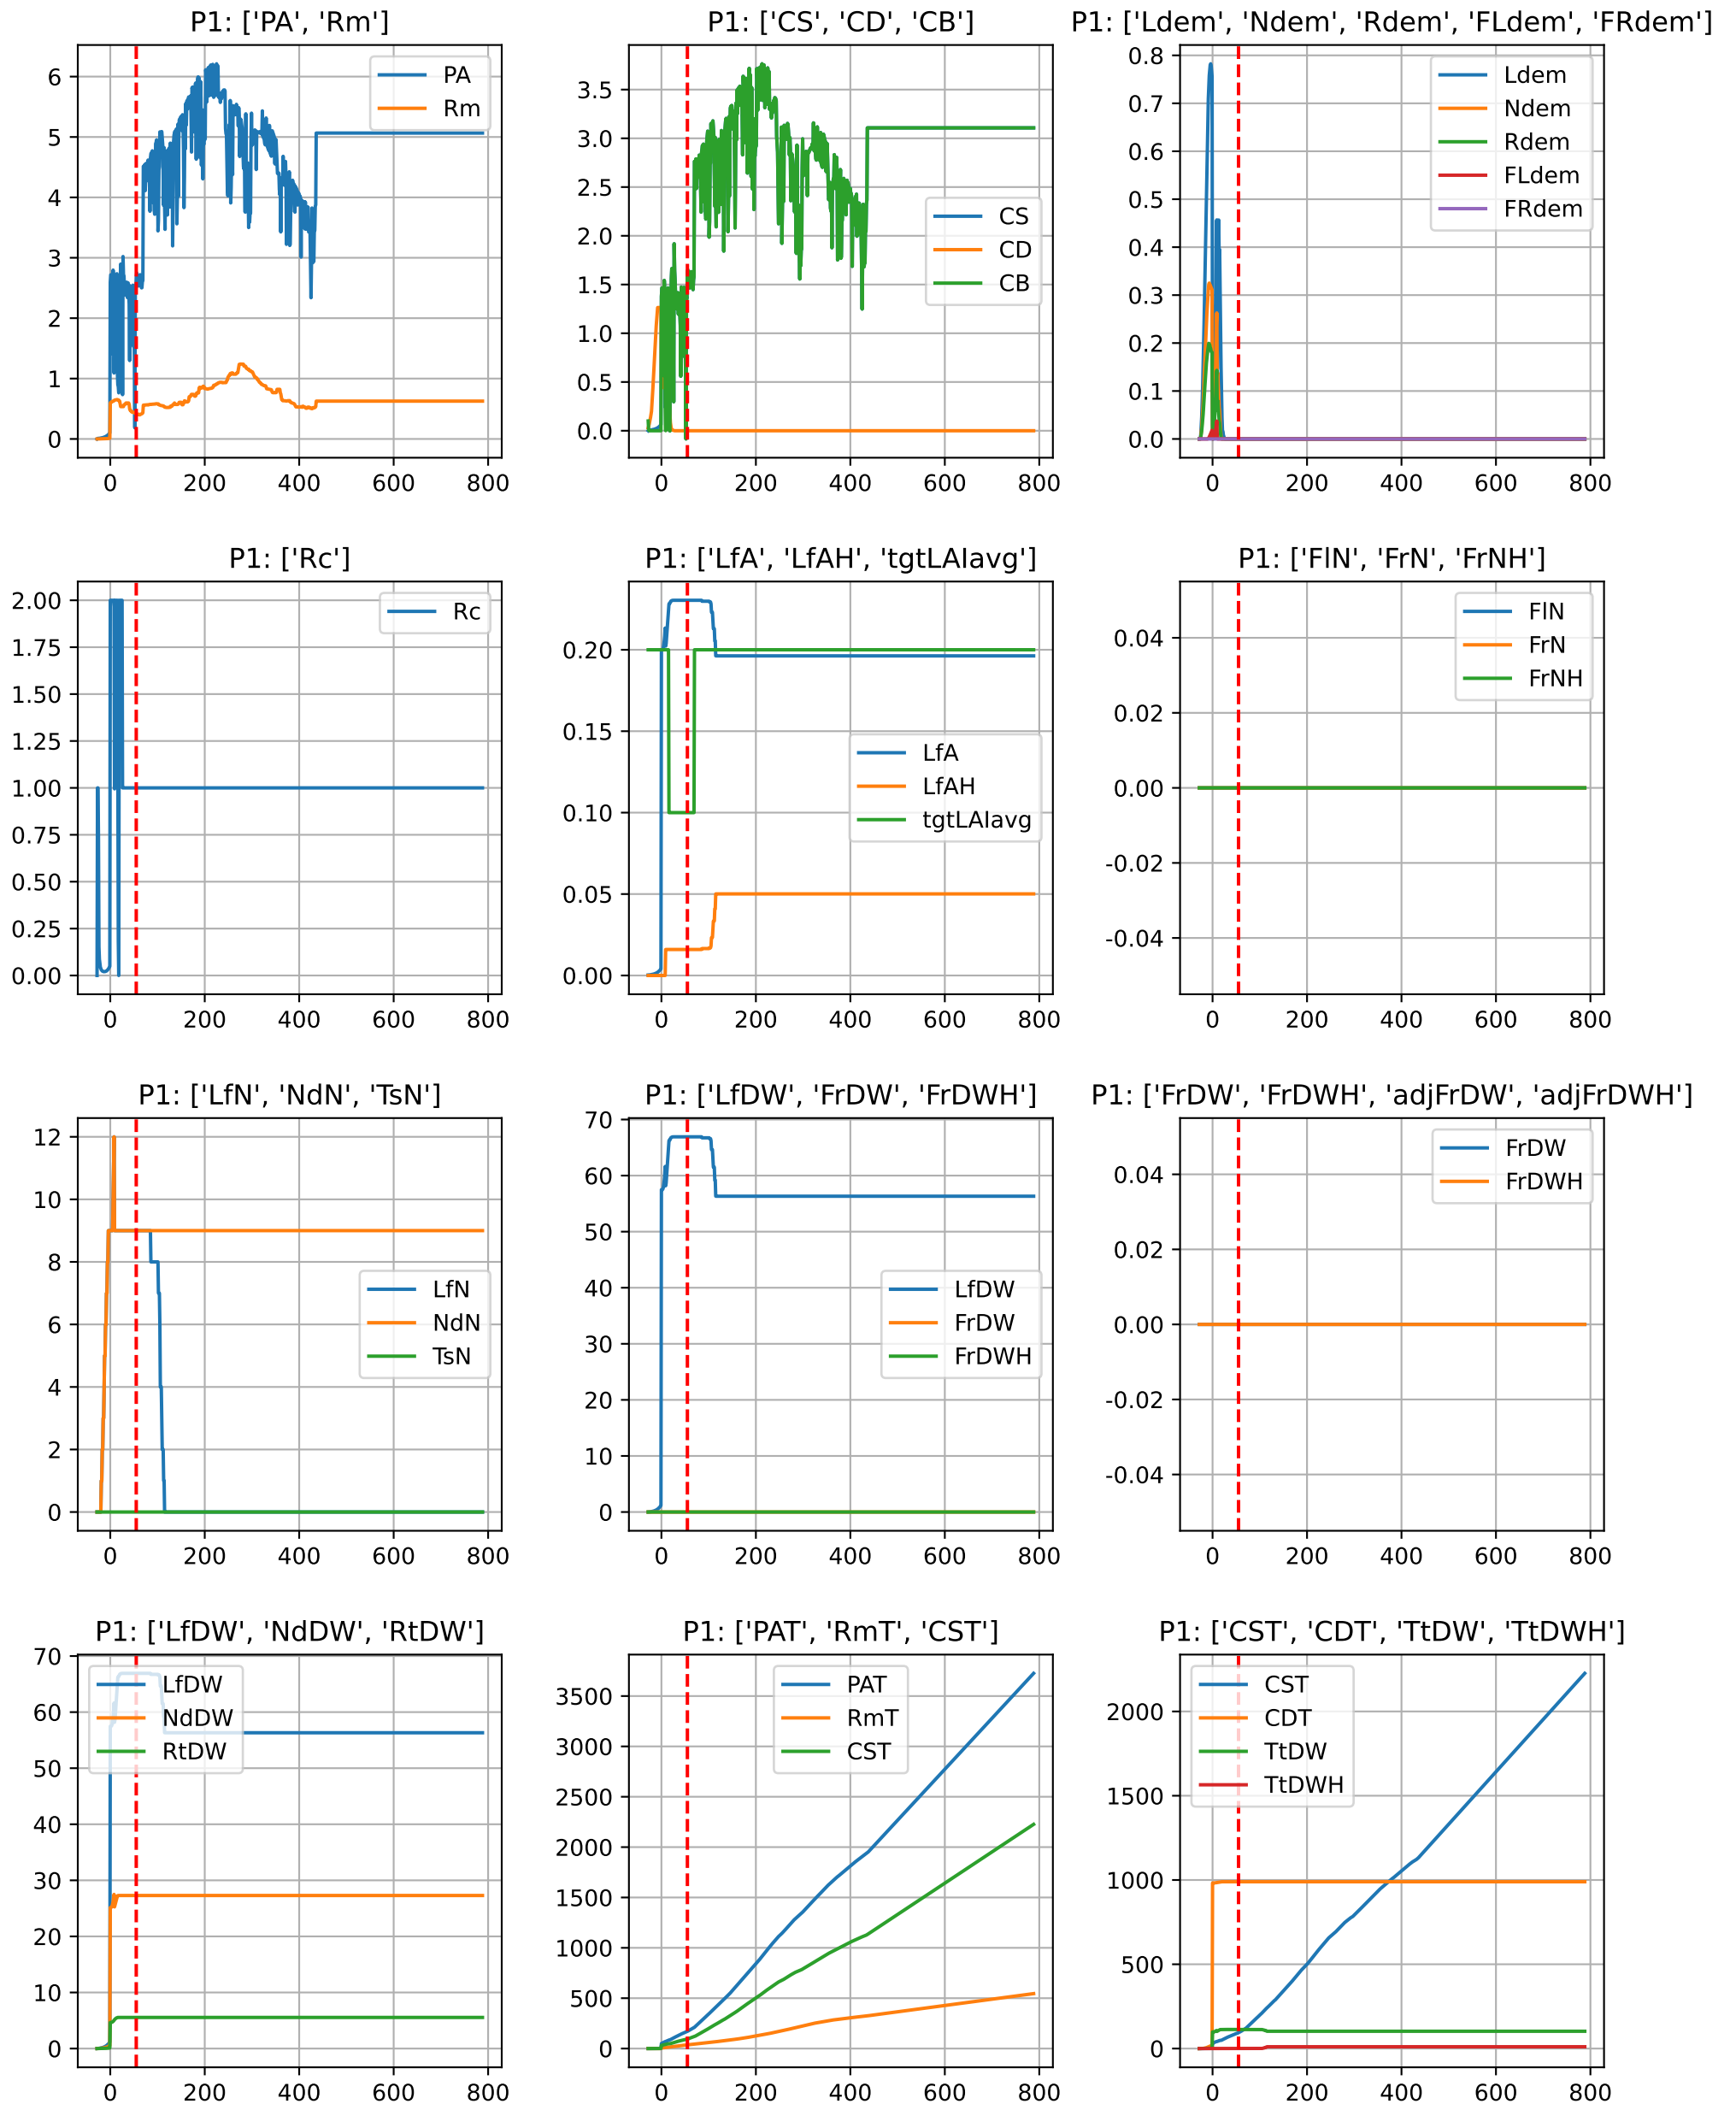 P1: ['PA', 'Rm']
6
5
4
3
2
1
0
PA
Rm
0 200 400 600 800
P1: ['CS', 'CD', 'CB']
3.5
3.0
2.5
2.0
1.5
1.0
0.5
0.0
CS
CD
CB
0 200 400 600 800
P1: ['Ldem', 'Ndem', 'Rdem', 'FLdem', 'FRdem']
0.8
0.7
0.6
0.5
0.4
0.3
0.2
0.1
0.0
Ldem
Ndem
Rdem
FLdem
FRdem
0 200 400 600 800
P1: ['Rc']
2.00
1.75
1.50
1.25
1.00
0.75
0.50
0.25
0.00
Rc
0 200 400 600 800
P1: ['LfA', 'LfAH', 'tgtLAIavg']
0.20
0.15
0.10
0.05
0.00
LfA
LfAH
tgtLAIavg
0 200 400 600 800
P1: ['FlN', 'FrN', 'FrNH']
0.04
0.02
0.00
-0.02
-0.04
FlN
FrN
FrNH
0 200 400 600 800
P1: ['LfN', 'NdN', 'TsN']
12
10
8
6
4
2
0
LfN
NdN
TsN
0 200 400 600 800
P1: ['LfDW', 'FrDW', 'FrDWH']
70
60
50
40
30
20
10
0
LfDW
FrDW
FrDWH
0 200 400 600 800
P1: ['FrDW', 'FrDWH', 'adjFrDW', 'adjFrDWH']
0.04
0.02
0.00
-0.02
-0.04
FrDW
FrDWH
0 200 400 600 800
P1: ['LfDW', 'NdDW', 'RtDW']
70
60
50
40
30
20
10
0
LfDW
NdDW
RtDW
0 200 400 600 800
P1: ['PAT', 'RmT', 'CST']
3500
3000
2500
2000
1500
1000
500
0
PAT
RmT
CST
0 200 400 600 800
P1: ['CST', 'CDT', 'TtDW', 'TtDWH']
2000
1500
1000
500
0
CST
CDT
TtDW
TtDWH
0 200 400 600 800